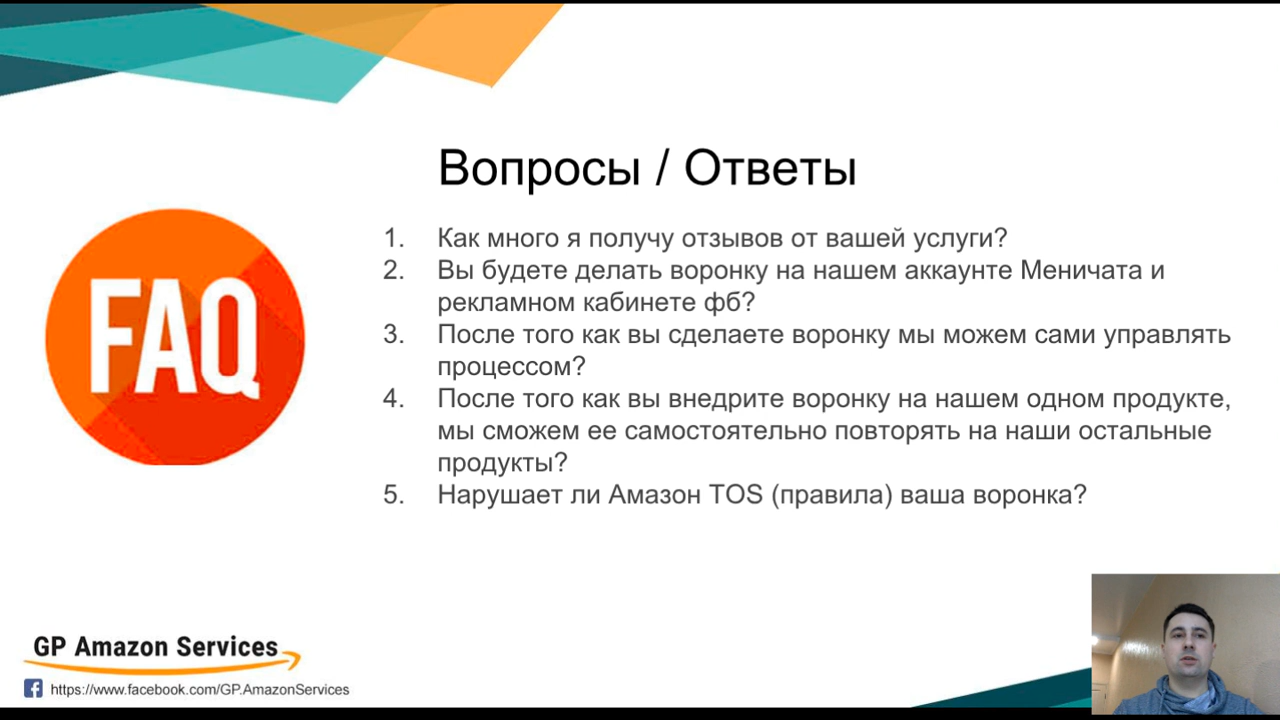 Вопросы / Ответы
FAQ
1. Как много я получу отзывов от вашей услуги?
2. Вы будете делать воронку на нашем аккаунте Меничата и
рекламном кабинете фб?
3. После того как вы сделаете воронку мы можем сами управлять
процессом?
4. После того как вы внедрите воронку на нашем одном продукте,
мы сможем ее самостоятельно повторять на наши остальные
продукты?
5. Нарушает ли Амазон TOS (правила) ваша воронка?
GP Amazon Services
https://www.facebook.com/GP.AmazonServices